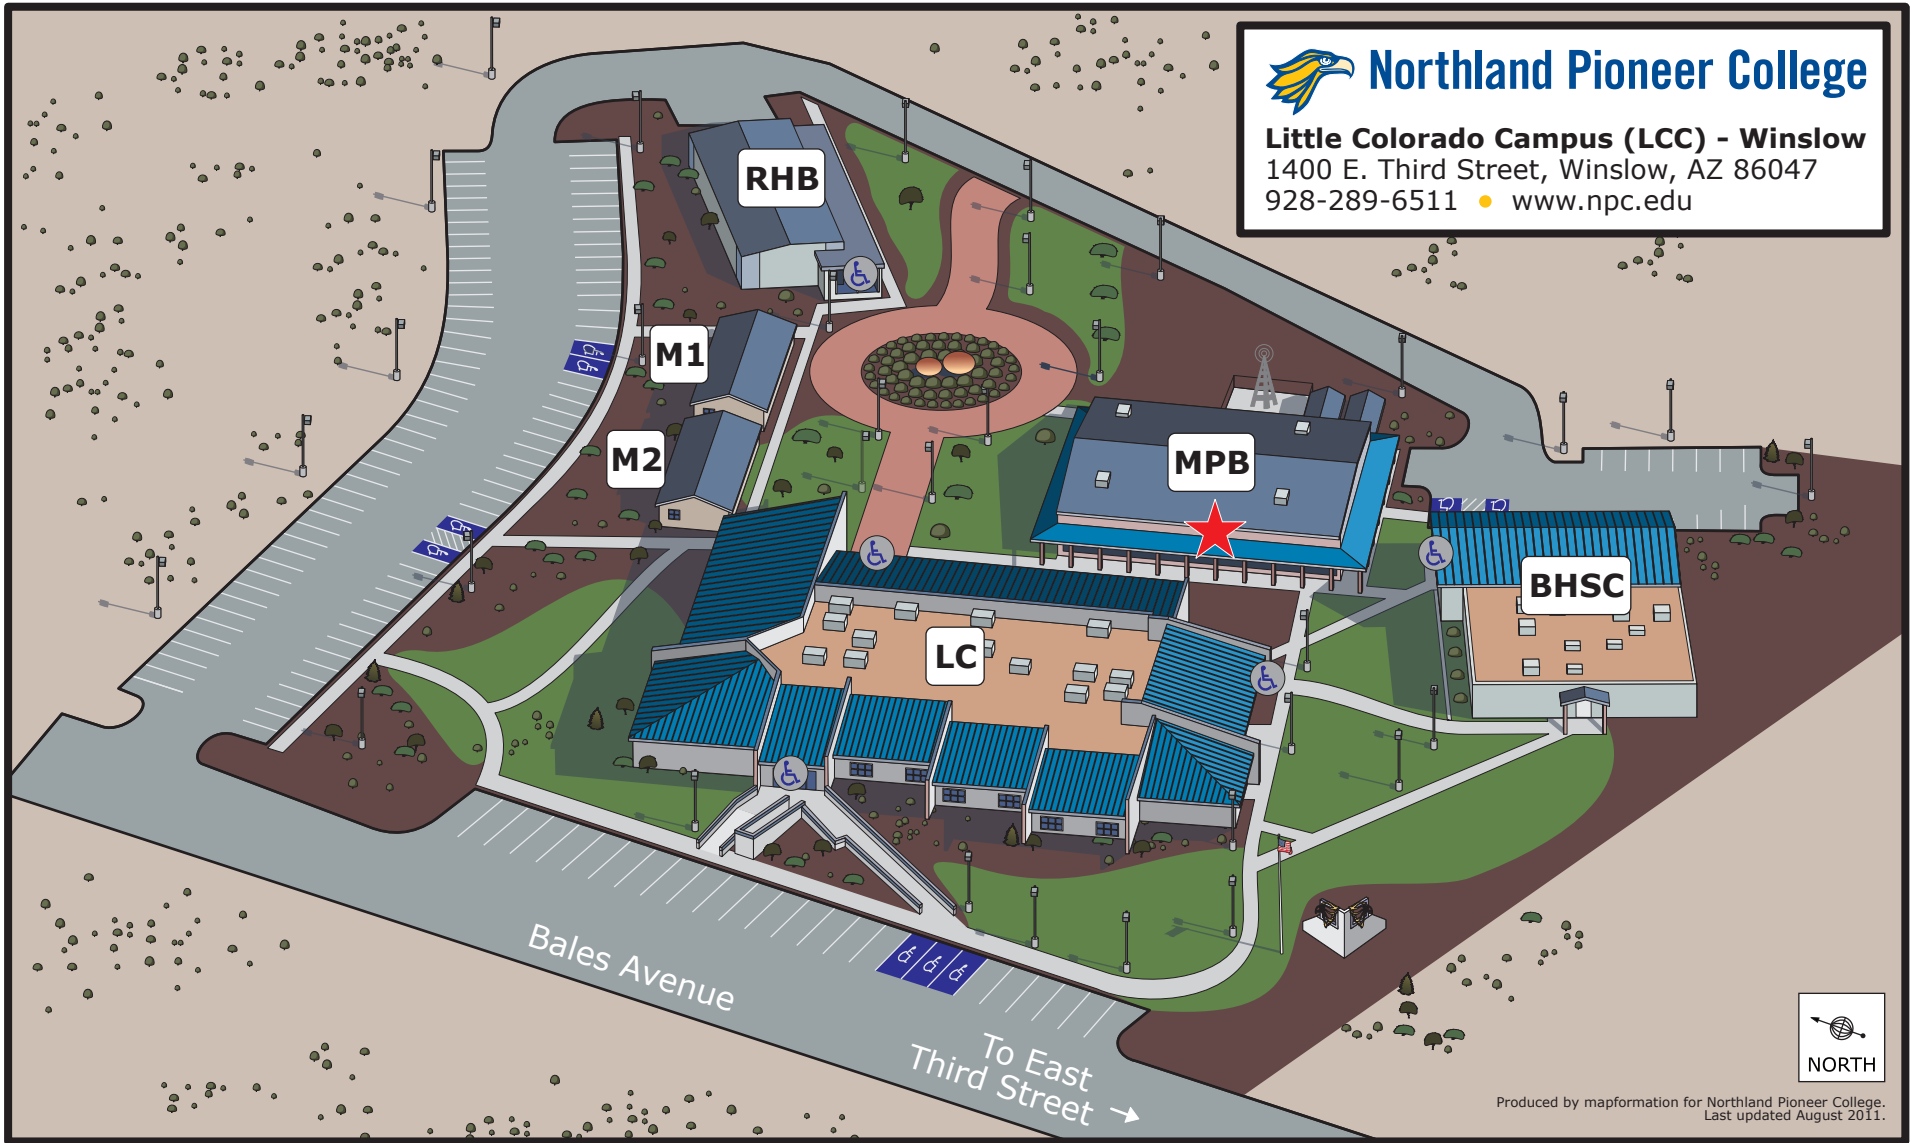 Northland Pioneer College
Little Colorado Campus (LCC) - Winslow
1400 E. Third Street, Winslow, AZ 86047
928-289-6511 • www.npc.edu
RHB
M1
M2
MPB
BHSC
LC
Bales Avenue
To East
Third Street →
NORTH
Produced by mapformation for Northland Pioneer College.
Last updated August 2011.